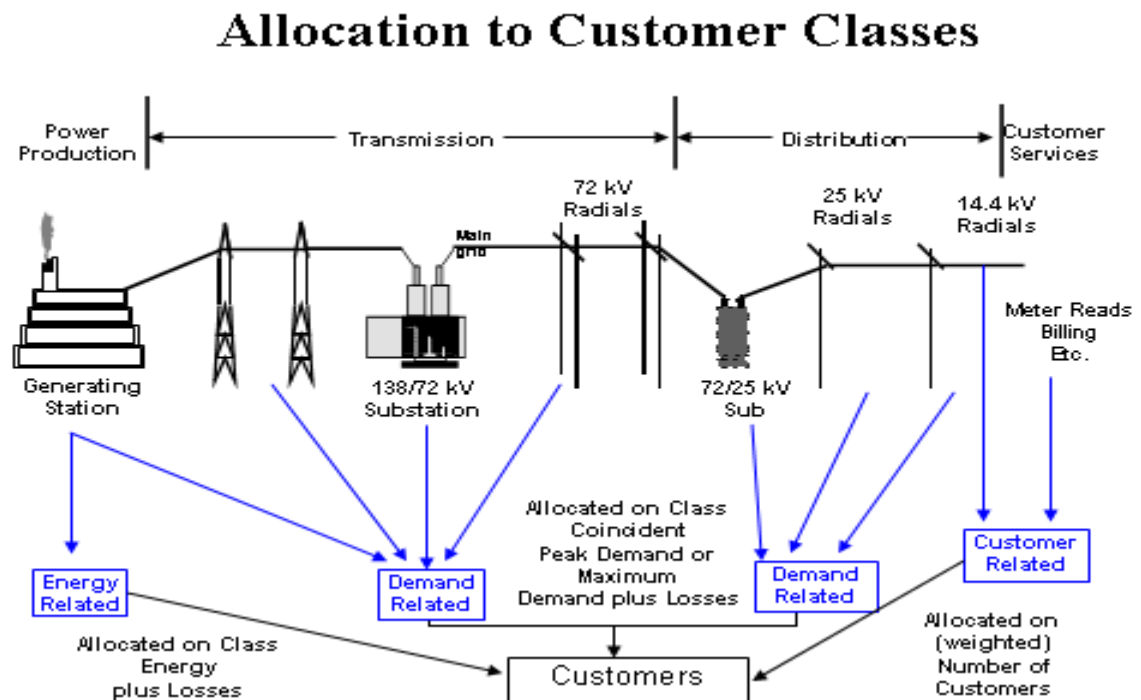 Allocation to Customer Classes
Power
Production
Transmission
Distribution
Customer
Services
72 kV
Radials
25 kV
Radials
14.4 kV
Radials
Main
grid
Meter Reads
Billing
Etc.
Generating
Station
138/72 kV
Substation
72/25 kV
Sub
Allocated on Class
Coincident
Peak Demand or
Maximum
Demand plus Losses
Energy
Related
Demand
Related
Demand
Related
Customer
Related
Allocated on Class
Energy
plus Losses
Customers
Allocated on
(weighted)
Number of
Customers